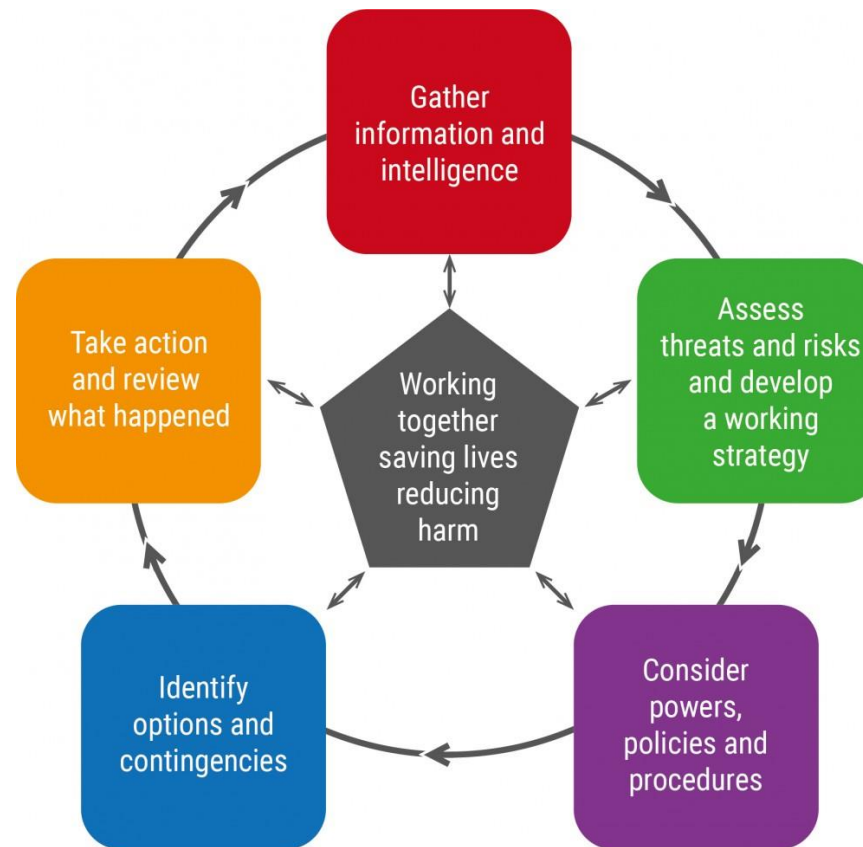 Gather
information and
intelligence
Assess
threats and risks
and develop
a working
strategy
Consider
powers,
policies and
procedures
Identify
options and
contingencies
Take action
and review
what happened
Working
together
saving lives
reducing
harm